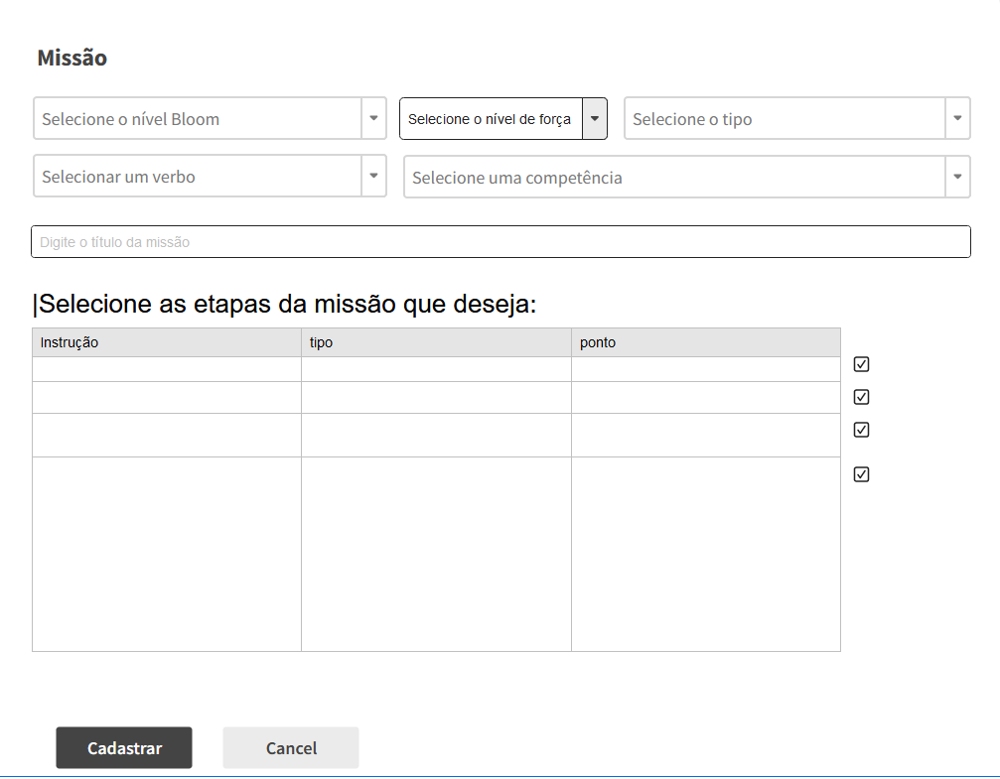 Missão
Selecione o nível Bloom Selecione o nível de força Selecione o tipo
Selecionar um verbo Selecione uma competência
Digite o título da missão
|Selecione as etapas da missão que deseja:
Instrução tipo ponto
Cadastrar Cancel